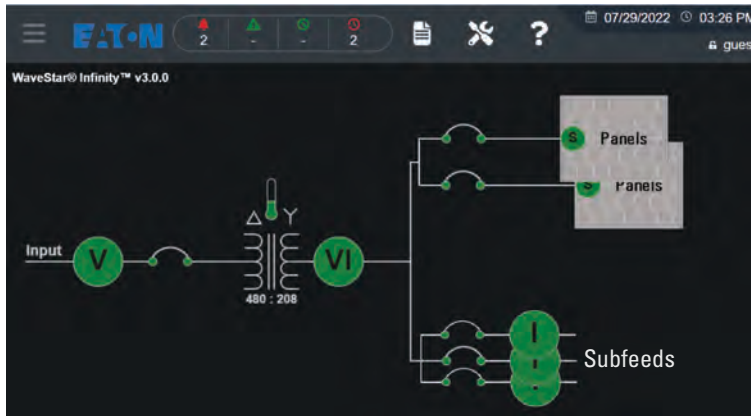 EATON
2 - - 2
?
07/29/2022 03:26 PM
gues
WaveStar® Infinity™ v3.0.0
S Panels
S Panels
Input V
VI
480 : 208
I
I Subfeeds